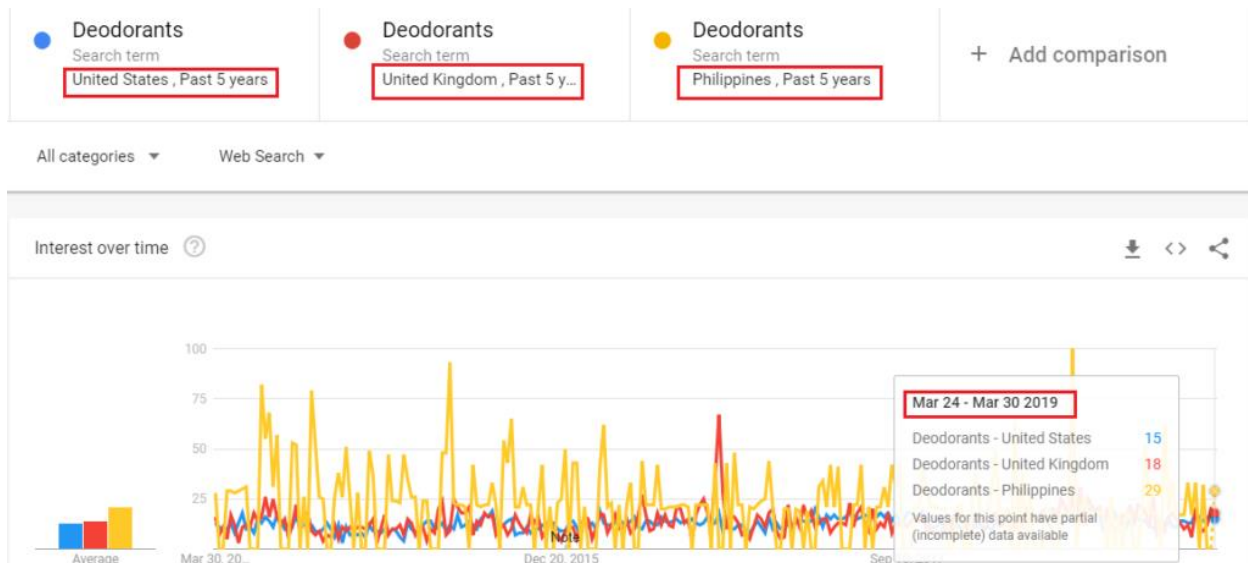 Deodorants
Search term
United States , Past 5 years
Deodorants
Search term
United Kingdom , Past 5 y...
Deodorants
Search term
Philippines , Past 5 years
+ Add comparison
All categories
Web Search
Interest over time
100
75
50
25
Average
Mar 30, 20...
Note
Dec 20, 2015
Mar 24 - Mar 30 2019
Deodorants - United States 15
Deodorants - United Kingdom 18
Deodorants - Philippines 29
Values for this point have partial
(incomplete) data available